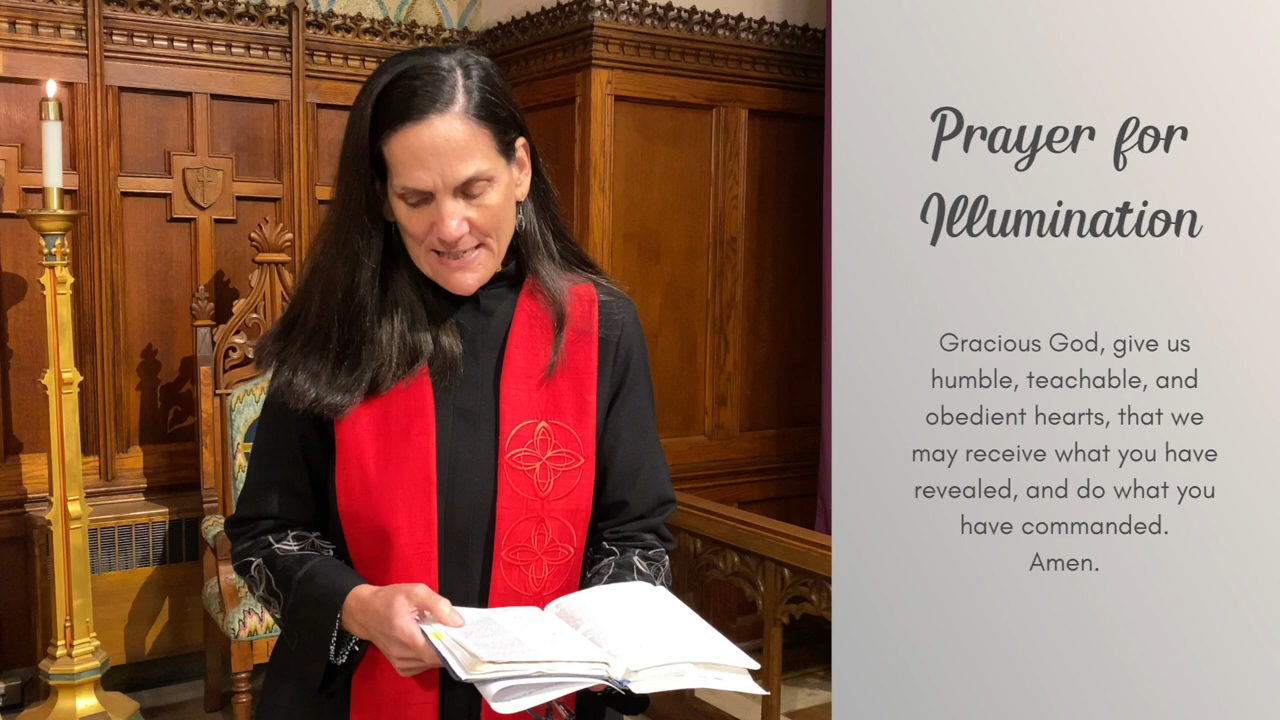 Prayer for
Illumination
Gracious God, give us
humble, teachable, and
obedient hearts, that we
may receive what you have
revealed, and do what you
have commanded.
Amen.